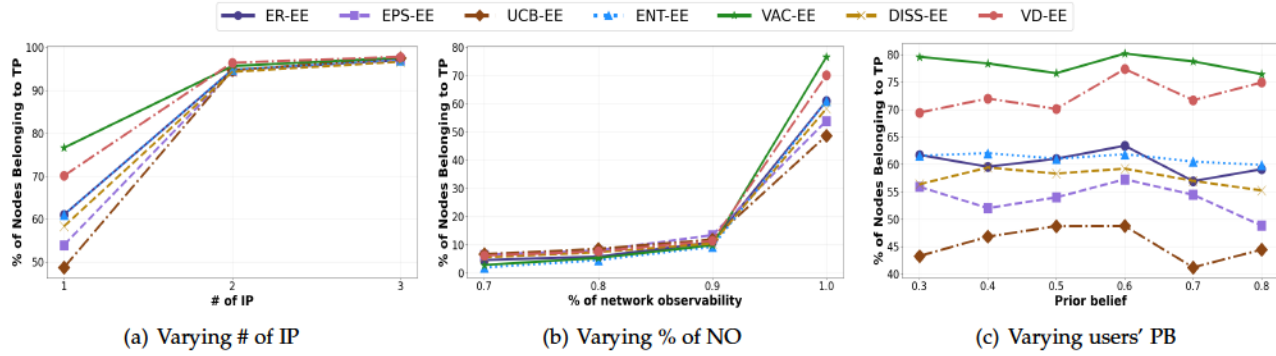 ER-EE EPS-EE UCB-EE ENT-EE VAC-EE DISS-EE VD-EE
% of Nodes Belonging to TP
100
90
80
70
60
50
1 2 3
# of IP
(a) Varying # of IP
% of Nodes Belonging to TP
80
70
60
50
40
30
20
10
0
0.7 0.8 0.9 1.0
% of network observability
(b) Varying % of NO
% of Nodes Belonging to TP
80
75
70
65
60
55
50
45
40
0.3 0.4 0.5 0.6 0.7 0.8
Prior belief
(c) Varying users' PB